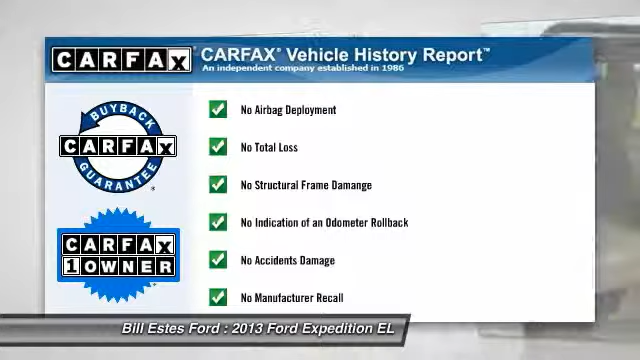 CARFAX
CARFAX® Vehicle History Report™
An independent company established in 1986
BUYBACK
CARFAX
GUARANTEE
CARFAX
1 OWNER
No Airbag Deployment
No Total Loss
No Structural Frame Damange
No Indication of an Odometer Rollback
No Accidents Damage
No Manufacturer Recall
Bill Estes Ford : 2013 Ford Expedition EL